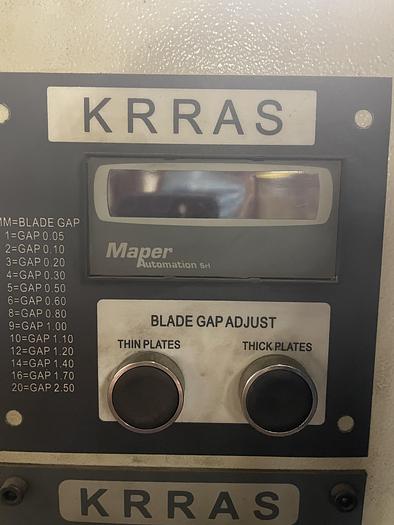 KRRAS
MM=BLADE GAP
1=GAP 0.05
2=GAP 0.10
3=GAP 0.20
4=GAP 0.30
5=GAP 0.50
6=GAP 0.60
8=GAP 0.80
9=GAP 1.00
10=GAP 1.10
12=GAP 1.20
14=GAP 1.40
16=GAP 1.70
20=GAP 2.50
Maper
Automation Srl
BLADE GAP ADJUST
THIN PLATES
THICK PLATES
KRRAS